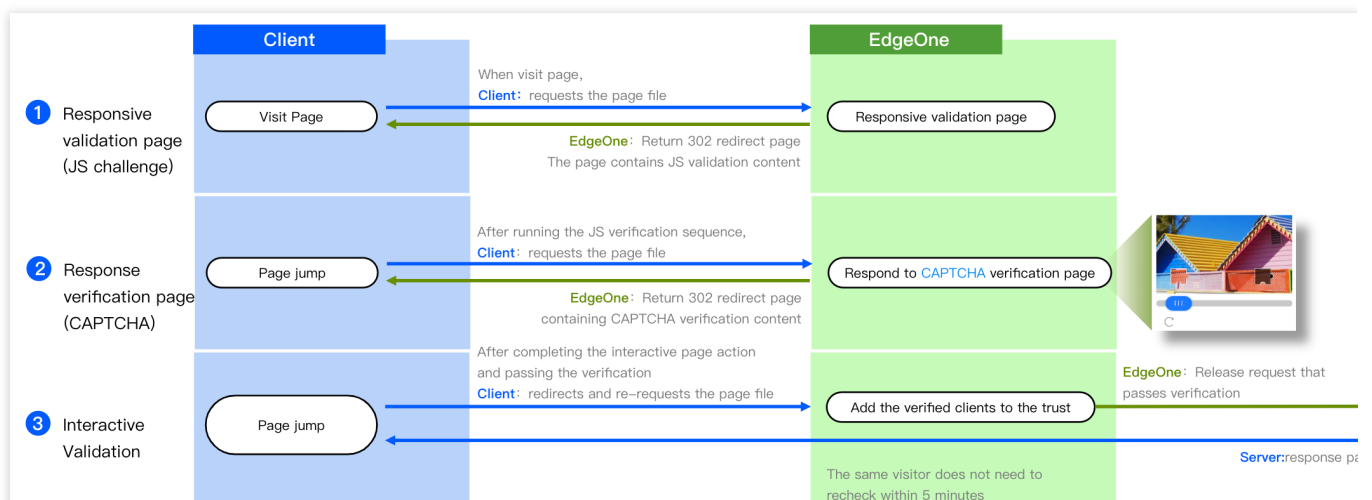 Client
EdgeOne
1
Responsive
validation page
(JS challenge)
Visit Page
When visit page,
Client: requests the page file
EdgeOne: Return 302 redirect page
The page contains JS validation content
Responsive validation page
2
Response
verification page
(CAPTCHA)
Page jump
After running the JS verification sequence,
Client: requests the page file
EdgeOne: Return 302 redirect page
containing CAPTCHA verification content
Respond to CAPTCHA verification page
3
Interactive
Validation
Page jump
After completing the interactive page action
and passing the verification
Client: redirects and re-requests the page file
Add the verified clients to the trust
EdgeOne: Release request that
passes verification
Server:response
The same visitor does not need to
recheck within 5 minutes